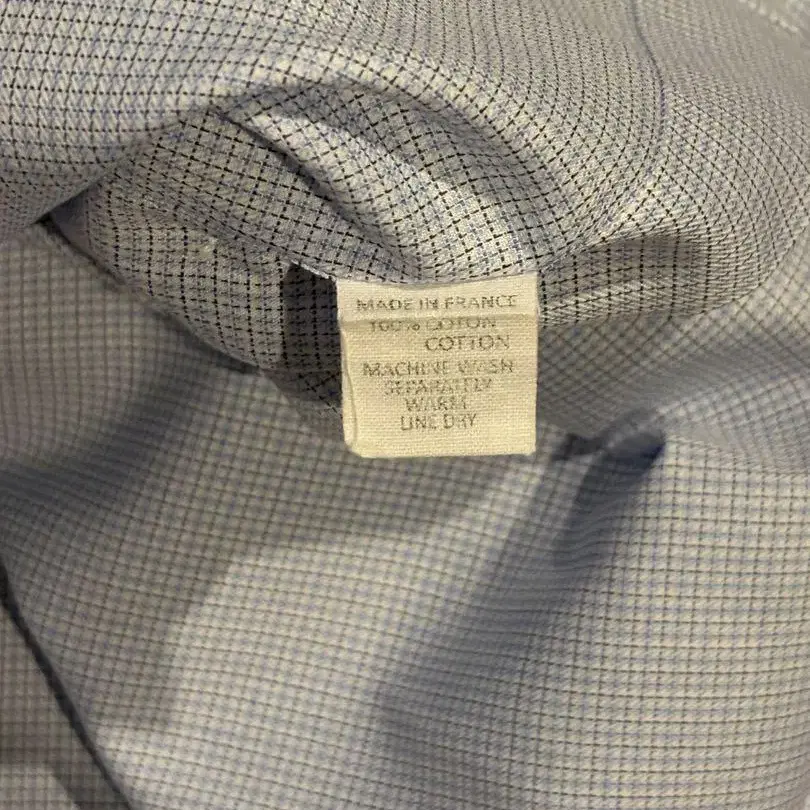 MADE IN FRANCE
100% COTON
COTTON
MACHINE WASH
SEPARATELY
WARM
LINE DRY